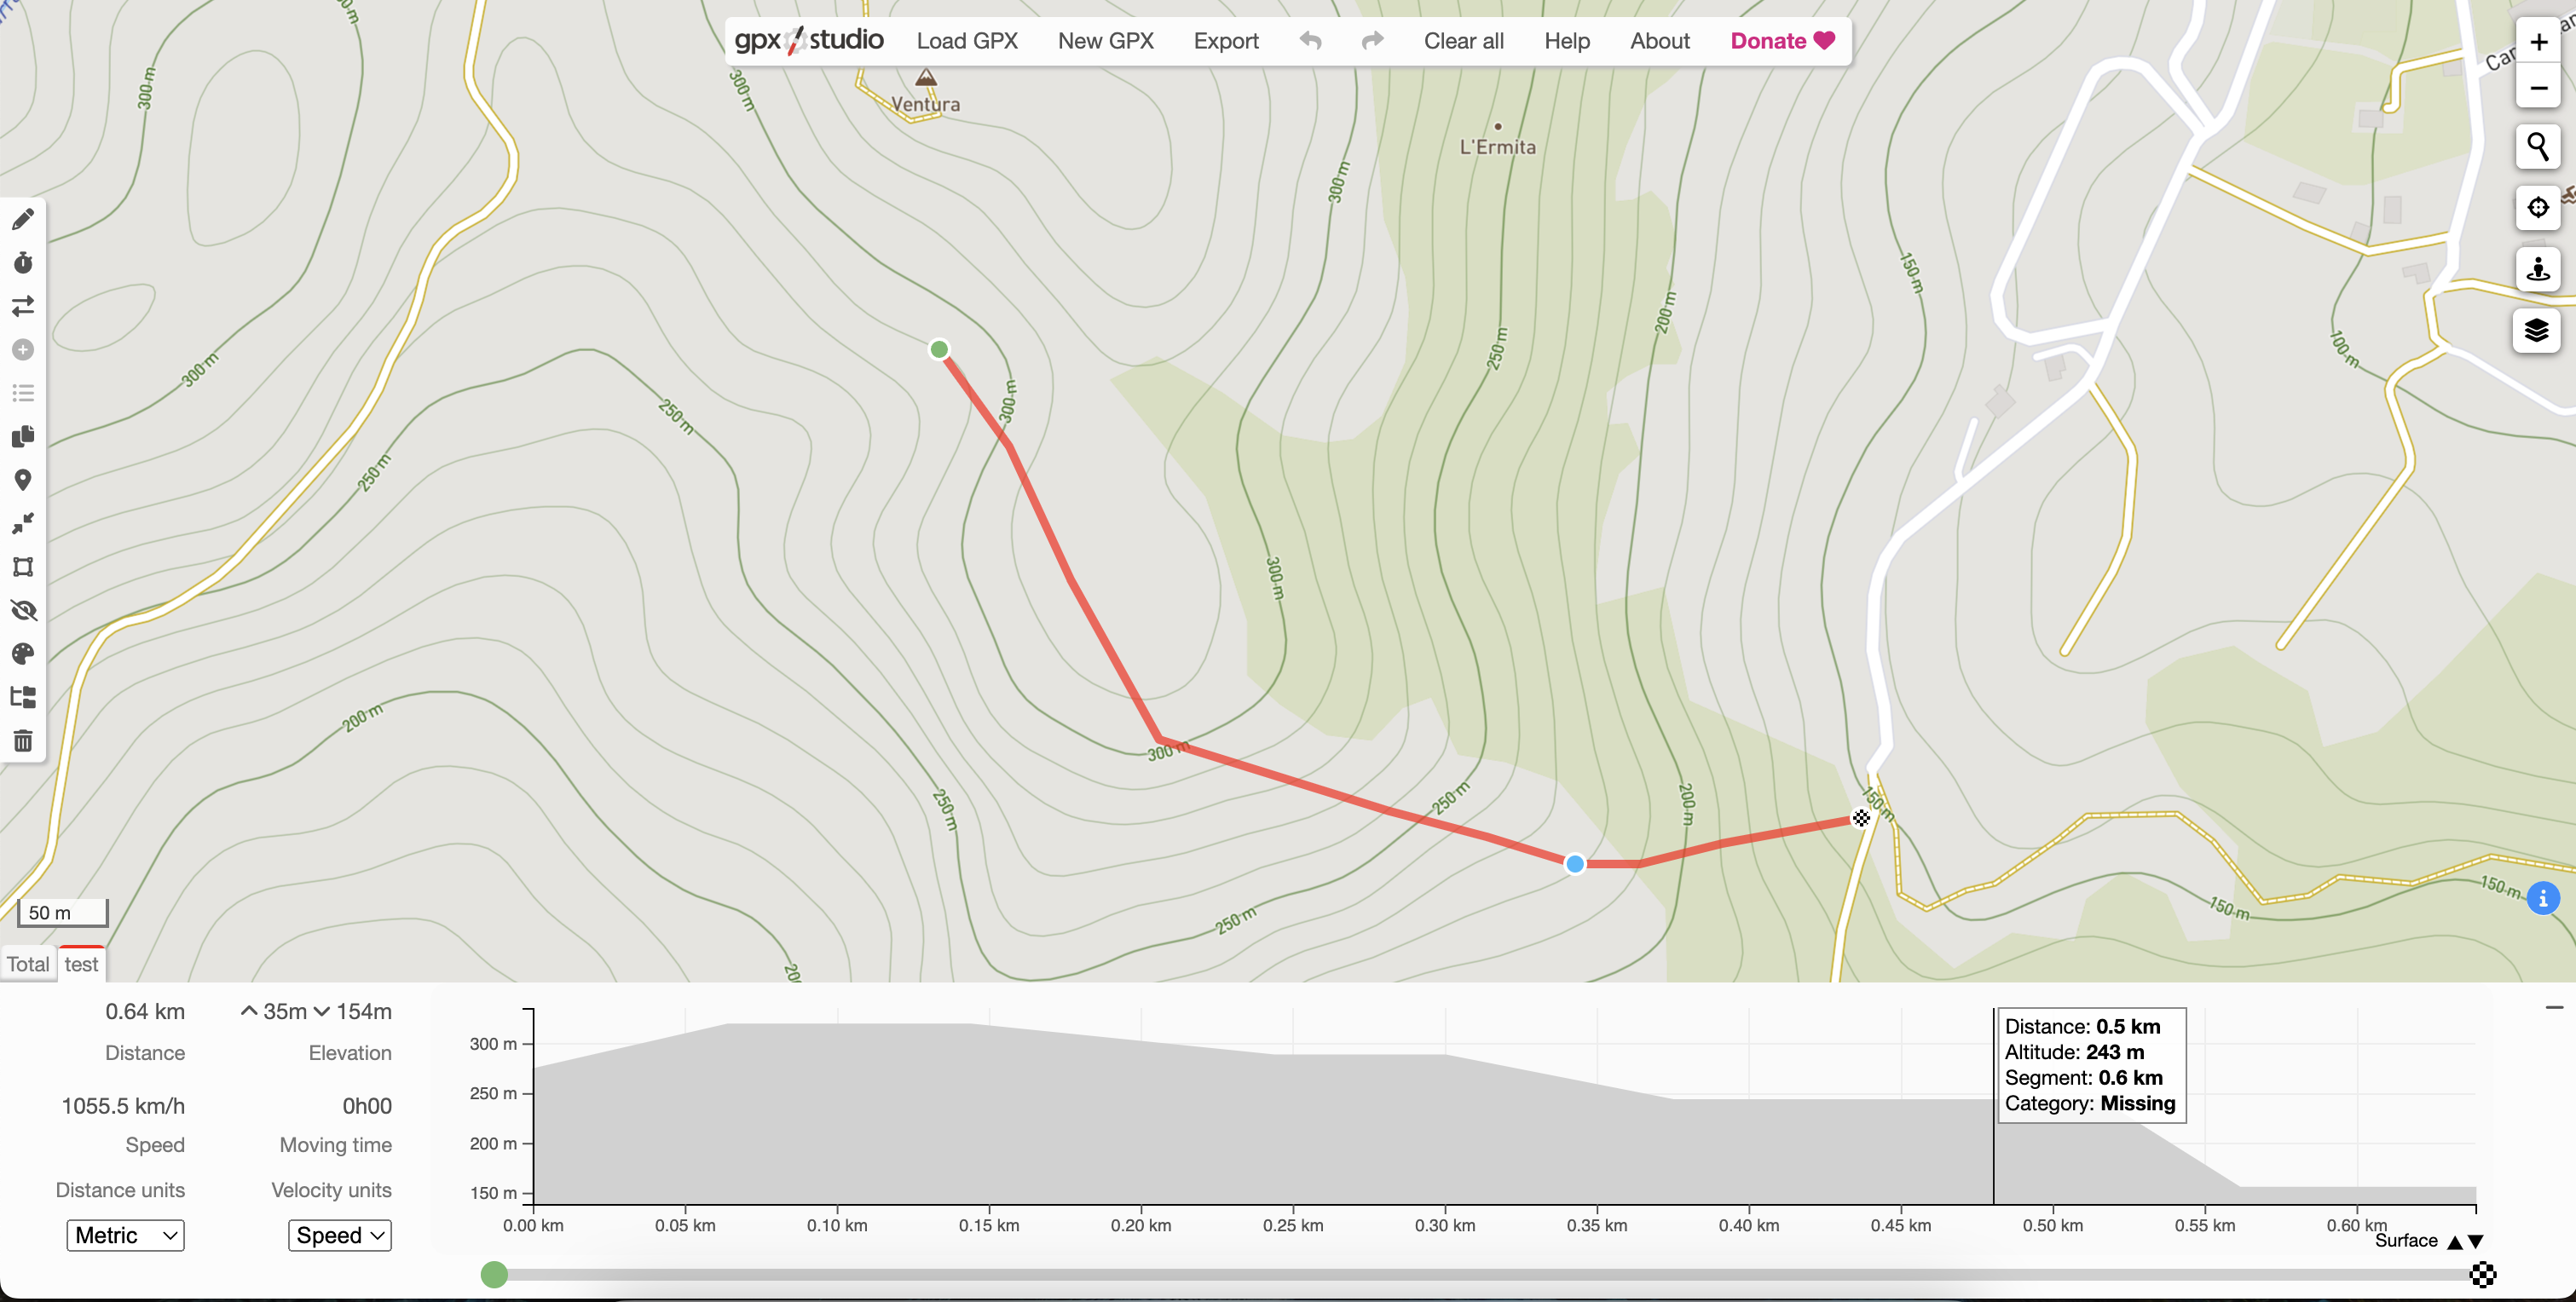 gpx studio Load GPX New GPX Export Clear all Help About Donate
Ventura
L'Ermita
300 m
300 m
300 m
300 m
300 m
300 m
300 m
250 m
250 m
250 m
250 m
250 m
250 m
200 m
200 m
200 m
150 m
150 m
150 m
150 m
100 m
50 m
Total test
0.64 km
35m 154m
Distance
Elevation
1055.5 km/h
0h00
Speed
Moving time
Distance units
Velocity units
Metric
Speed
300 m
250 m
200 m
150 m
0.00 km 0.05 km 0.10 km 0.15 km 0.20 km 0.25 km 0.30 km 0.35 km 0.40 km 0.45 km 0.50 km 0.55 km 0.60 km
Distance: 0.5 km
Altitude: 243 m
Segment: 0.6 km
Category: Missing
Surface